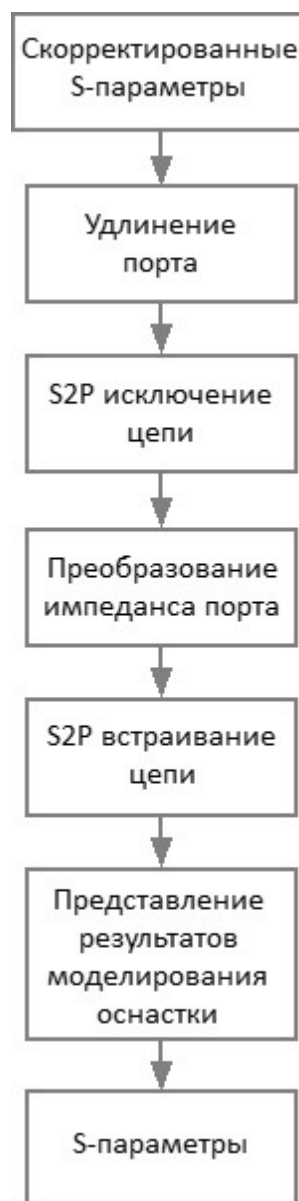 Скорректированные
S-параметры
Удлинение
порта
S2P исключение
цепи
Преобразование
импеданса порта
S2P встраивание
цепи
Представление
результатов
моделирования
оснастки
S-параметры